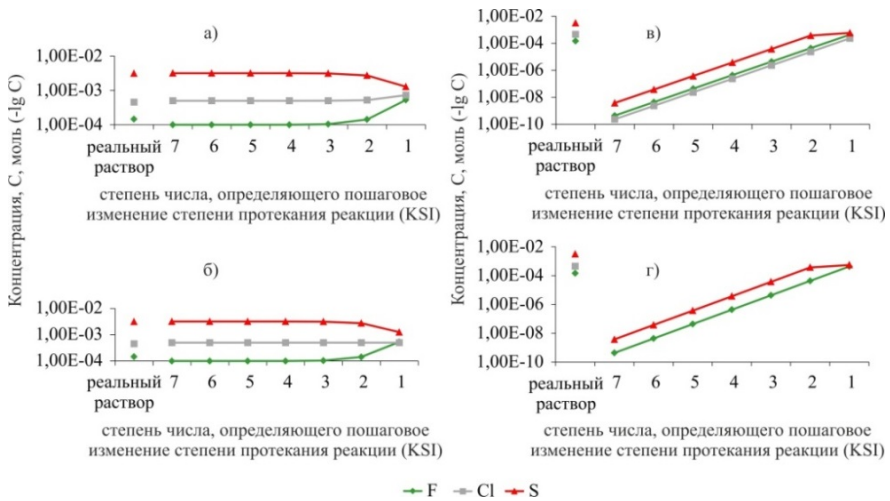 а)
Концентрация, С, моль (-lg C)
1,00E-02
1,00E-03
1,00E-04
реальный 7 6 5 4 3 2 1
раствор
степень числа, определяющего пошаговое
изменение степени протекания реакции (KSI)
в)
Концентрация, С, моль (-lg C)
1,00E-02
1,00E-04
1,00E-06
1,00E-08
1,00E-10
реальный 7 6 5 4 3 2 1
раствор
степень числа, определяющего пошаговое
изменение степени протекания реакции (KSI)
б)
1,00E-02
1,00E-03
1,00E-04
реальный 7 6 5 4 3 2 1
раствор
степень числа, определяющего пошаговое
изменение степени протекания реакции (KSI)
г)
1,00E-02
1,00E-04
1,00E-06
1,00E-08
1,00E-10
реальный 7 6 5 4 3 2 1
раствор
степень числа, определяющего пошаговое
изменение степени протекания реакции (KSI)
F Cl S